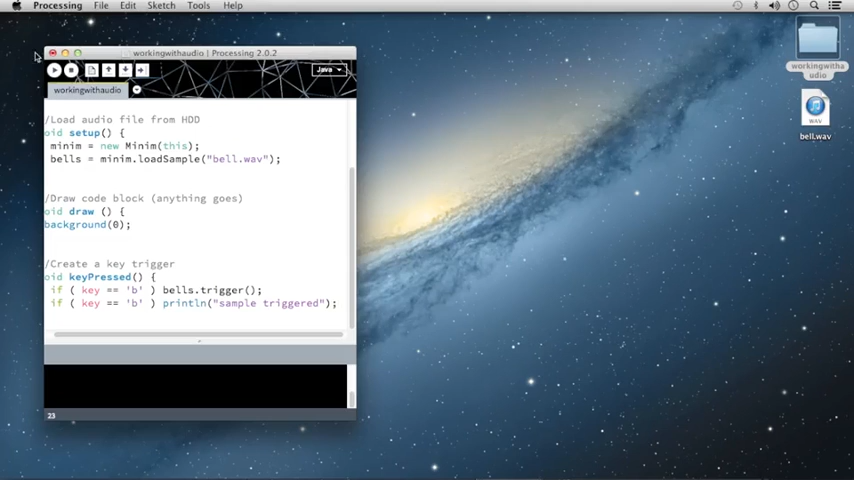 Processing File Edit Sketch Tools Help
workingwithaudio | Processing 2.0.2
Java
workingwithaudio
/Load audio file from HDD
oid setup() {
minim = new Minim(this);
bells = minim.loadSample("bell.wav");
/Draw code block (anything goes)
oid draw () {
background(0);
/Create a key trigger
oid keyPressed() {
if ( key == 'b' ) bells.trigger();
if ( key == 'b' ) println("sample triggered");
23
workingwitha
udio
WAV
bell.wav